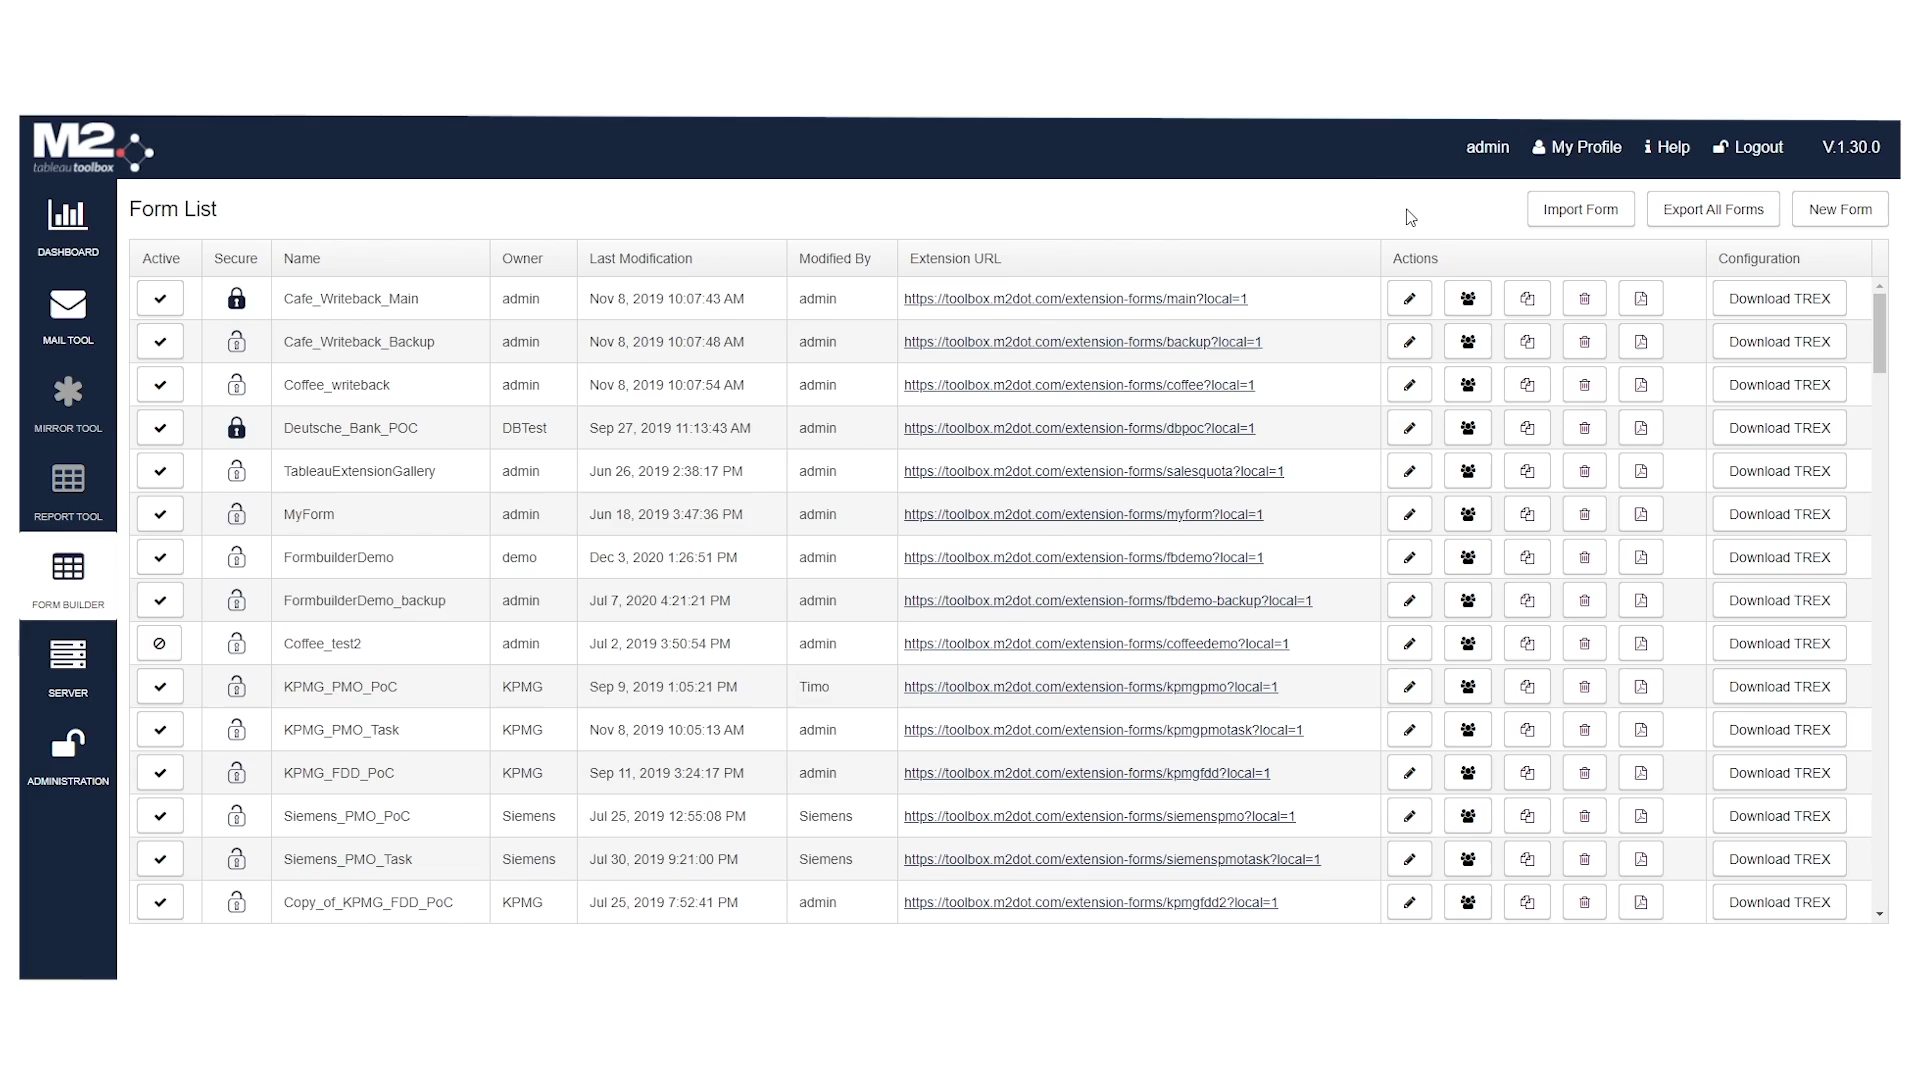 M2
tableau toolbox
admin My Profile Help Logout V.1.30.0
DASHBOARD
MAIL TOOL
MIRROR TOOL
REPORT TOOL
FORM BUILDER
SERVER
ADMINISTRATION
Form List Import Form Export All Forms New Form
Active Secure Name Owner Last Modification Modified By Extension URL Actions Configuration
Cafe_Writeback_Main admin Nov 8, 2019 10:07:43 AM admin https://toolbox.m2dot.com/extension-forms/main?local=1 Download TREX
Cafe_Writeback_Backup admin Nov 8, 2019 10:07:48 AM admin https://toolbox.m2dot.com/extension-forms/backup?local=1 Download TREX
Coffee_writeback admin Nov 8, 2019 10:07:54 AM admin https://toolbox.m2dot.com/extension-forms/coffee?local=1 Download TREX
Deutsche_Bank_POC DBTest Sep 27, 2019 11:13:43 AM admin https://toolbox.m2dot.com/extension-forms/dbpoc?local=1 Download TREX
TableauExtensionGallery admin Jun 26, 2019 2:38:17 PM admin https://toolbox.m2dot.com/extension-forms/salesquota?local=1 Download TREX
MyForm admin Jun 18, 2019 3:47:36 PM admin https://toolbox.m2dot.com/extension-forms/myform?local=1 Download TREX
FormbuilderDemo demo Dec 3, 2020 1:26:51 PM admin https://toolbox.m2dot.com/extension-forms/fbdemo?local=1 Download TREX
FormbuilderDemo_backup admin Jul 7, 2020 4:21:21 PM admin https://toolbox.m2dot.com/extension-forms/fbdemo-backup?local=1 Download TREX
Coffee_test2 admin Jul 2, 2019 3:50:54 PM admin https://toolbox.m2dot.com/extension-forms/coffeedemo?local=1 Download TREX
KPMG_PMO_PoC KPMG Sep 9, 2019 1:05:21 PM Timo https://toolbox.m2dot.com/extension-forms/kpmgpmo?local=1 Download TREX
KPMG_PMO_Task KPMG Nov 8, 2019 10:05:13 AM admin https://toolbox.m2dot.com/extension-forms/kpmgpmotask?local=1 Download TREX
KPMG_FDD_PoC KPMG Sep 11, 2019 3:24:17 PM admin https://toolbox.m2dot.com/extension-forms/kpmgfdd?local=1 Download TREX
Siemens_PMO_PoC Siemens Jul 25, 2019 12:55:08 PM Siemens https://toolbox.m2dot.com/extension-forms/siemenspmo?local=1 Download TREX
Siemens_PMO_Task Siemens Jul 30, 2019 9:21:00 PM Siemens https://toolbox.m2dot.com/extension-forms/siemenspmotask?local=1 Download TREX
Copy_of_KPMG_FDD_PoC KPMG Jul 25, 2019 7:52:41 PM admin https://toolbox.m2dot.com/extension-forms/kpmgfdd2?local=1 Download TREX